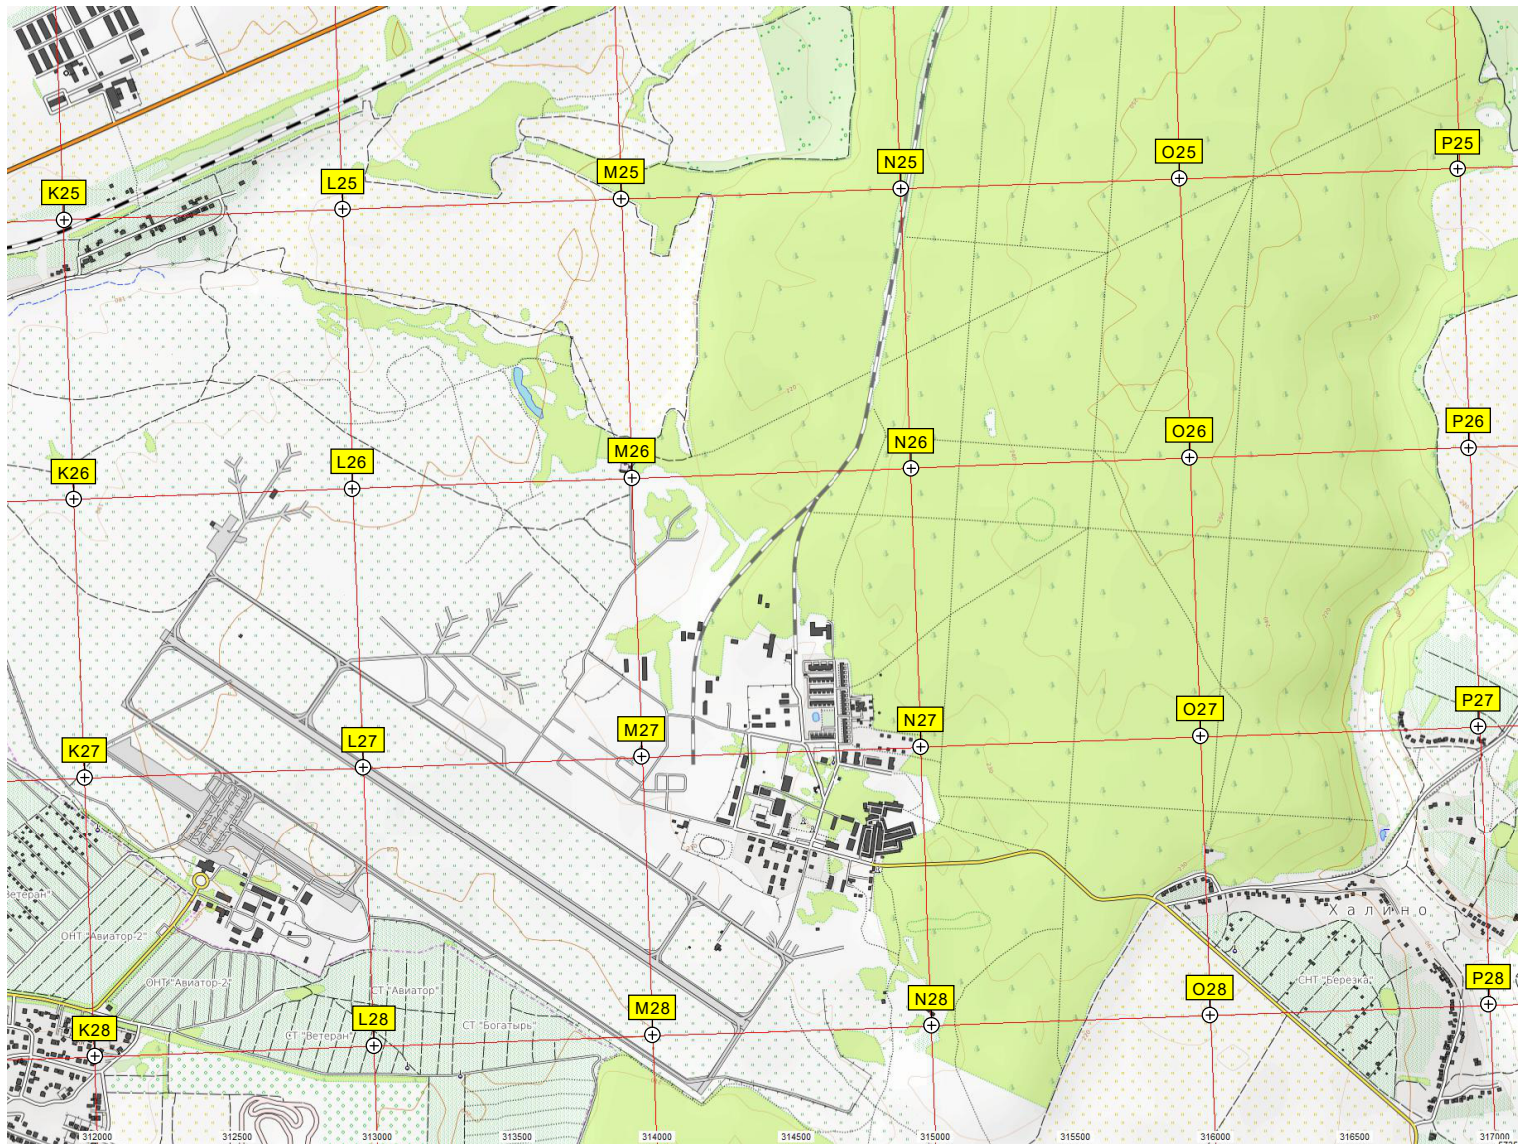 P25
O25
N25
M25
L25
K25
P26
O26
N26
M26
L26
K26
P27
O27
N27
M27
L27
K27
Халино
ОНТ "Авиатор-2"
СНТ "Березка"
ОНТ "Авиатор-2"
СТ "Авиатор"
P28
O28
N28
M28
L28
СТ "Богатырь"
K28
СТ "Ветеран"
312000
312500
313000
313500
314000
314500
315000
315500
316000
316500
317000